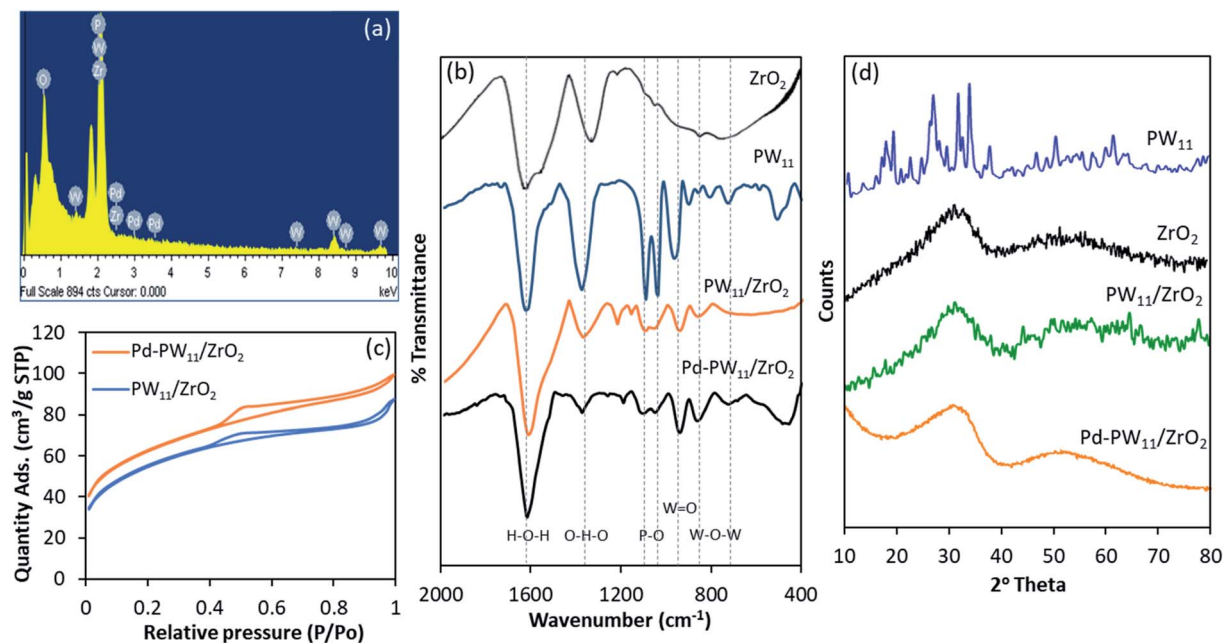 (a)
P
W
Zr
O
W
Pd
Zr
Pd
Pd
W
W
W
W
0 1 2 3 4 5 6 7 8 9 10
Full Scale 894 cts Cursor: 0.000 keV
(b)
ZrO₂
PW₁₁
PW₁₁/ZrO₂
Pd-PW₁₁/ZrO₂
W=O
H-O-H O-H-O P-O W-O-W
% Transmittance
2000 1600 1200 800 400
Wavenumber (cm⁻¹)
(c)
Pd-PW₁₁/ZrO₂
PW₁₁/ZrO₂
Quantity Ads. (cm³/g STP)
120
100
80
60
40
20
0
0 0.2 0.4 0.6 0.8 1
Relative pressure (P/Po)
(d)
PW₁₁
ZrO₂
PW₁₁/ZrO₂
Pd-PW₁₁/ZrO₂
Counts
10 20 30 40 50 60 70 80
2° Theta